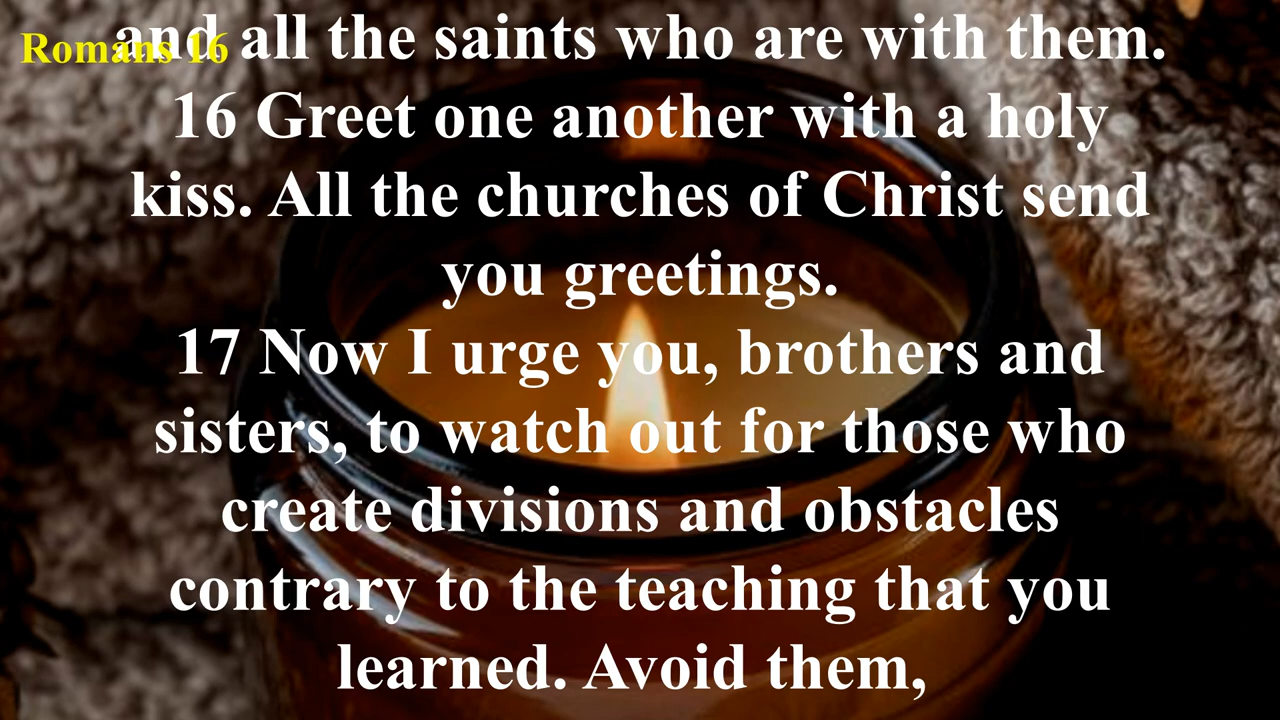 Romans 16
and all the saints who are with them.
16 Greet one another with a holy
kiss. All the churches of Christ send
you greetings.
17 Now I urge you, brothers and
sisters, to watch out for those who
create divisions and obstacles
contrary to the teaching that you
learned. Avoid them,